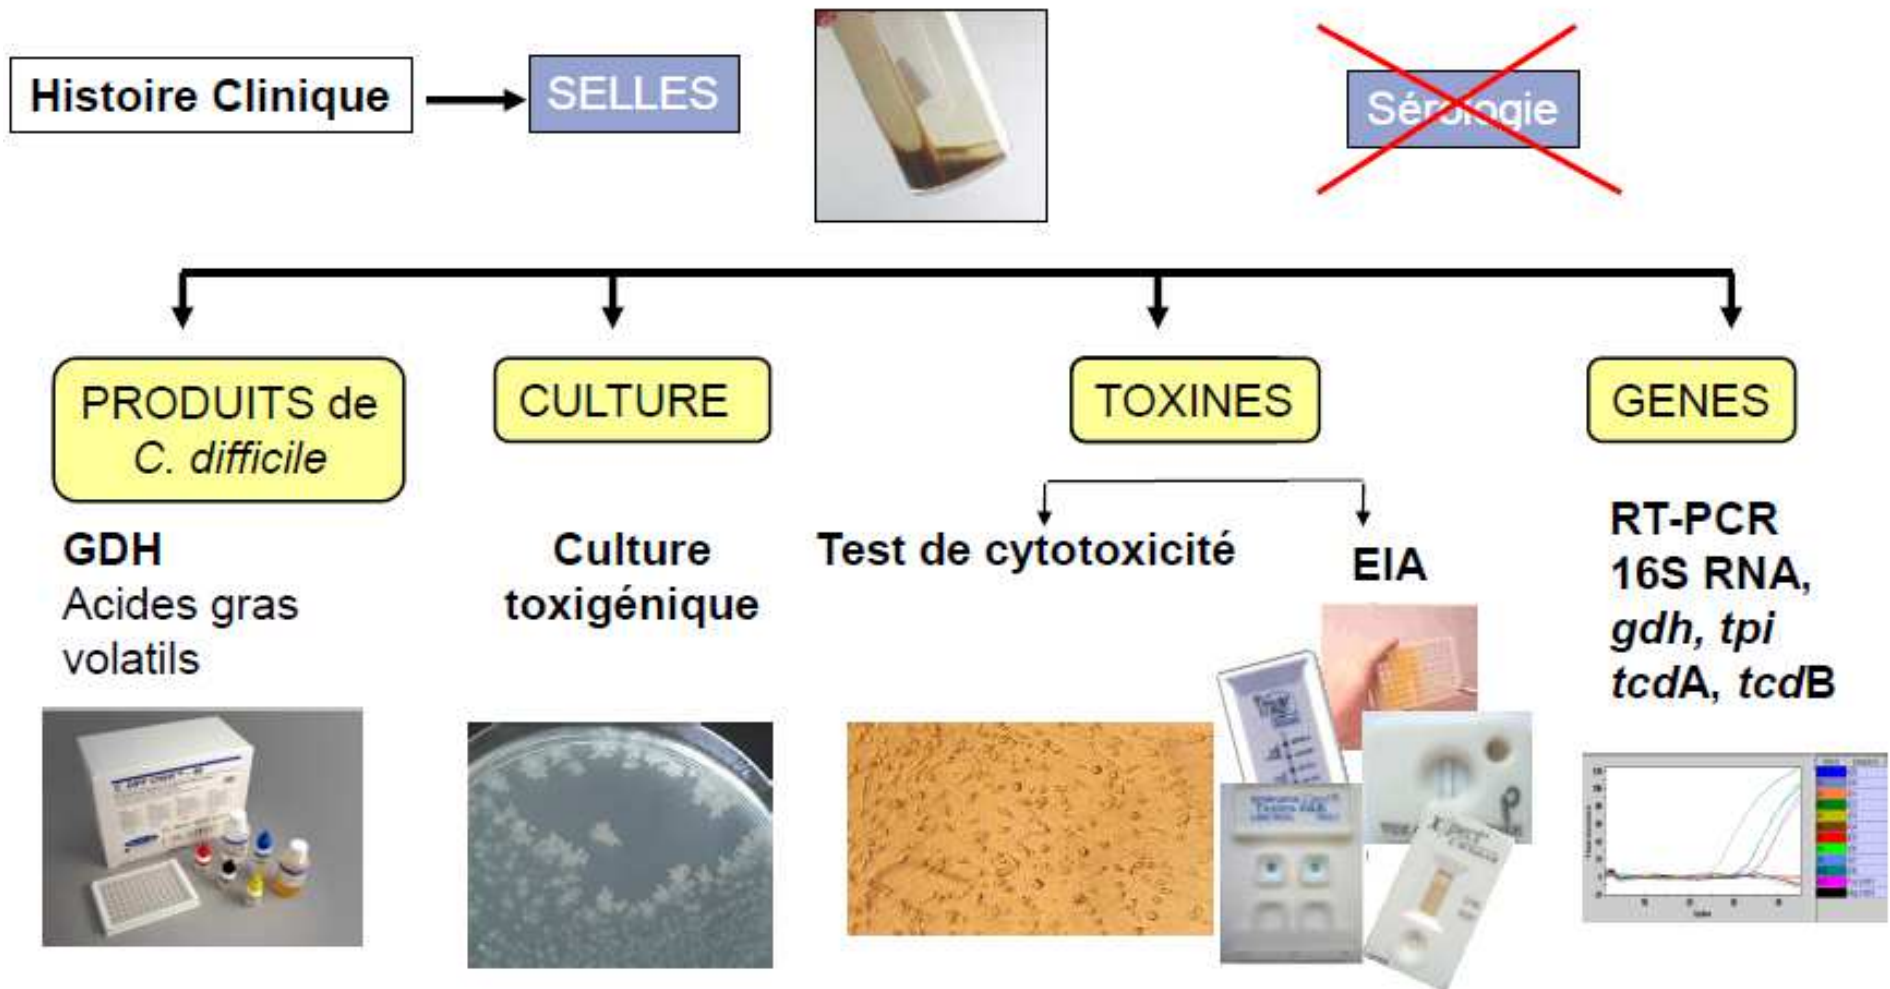 Histoire Clinique
SELLES
Sérologie
PRODUITS de
C. difficile
CULTURE
TOXINES
GENES
GDH
Acides gras
volatils
Culture
toxigénique
Test de cytotoxicité
EIA
RT-PCR
16S RNA,
gdh, tpi
tcdA, tcdB